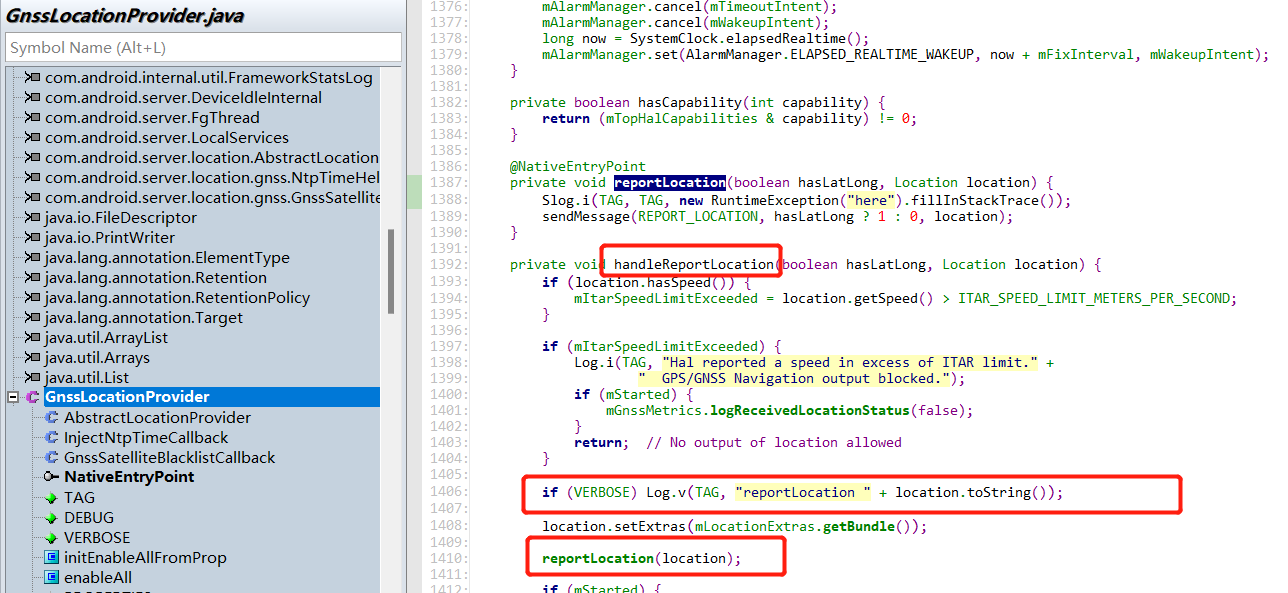 GnssLocationProvider.java
Symbol Name (Alt+L)
com.android.internal.util.FrameworkStatsLog
com.android.server.DeviceIdleInternal
com.android.server.FgThread
com.android.server.LocalServices
com.android.server.location.AbstractLocation
com.android.server.location.gnss.NtpTimeHel
com.android.server.location.gnss.GnssSatellite
java.io.FileDescriptor
java.io.PrintWriter
java.lang.annotation.ElementType
java.lang.annotation.Retention
java.lang.annotation.RetentionPolicy
java.lang.annotation.Target
java.util.ArrayList
java.util.Arrays
java.util.List
GnssLocationProvider
AbstractLocationProvider
InjectNtpTimeCallback
GnssSatelliteBlacklistCallback
NativeEntryPoint
TAG
DEBUG
VERBOSE
initEnableAllFromProp
enableAll
1376: mAlarmManager.cancel(mTimeoutIntent);
1377: mAlarmManager.cancel(mWakeupIntent);
1378: long now = SystemClock.elapsedRealtime();
1379: mAlarmManager.set(AlarmManager.ELAPSED_REALTIME_WAKEUP, now + mFixInterval, mWakeupIntent);
1380: }
1381:
1382: private boolean hasCapability(int capability) {
1383: return (mTopHalCapabilities & capability) != 0;
1384: }
1385:
1386: @NativeEntryPoint
1387: private void reportLocation(boolean hasLatLong, Location location) {
1388: Slog.i(TAG, TAG, new RuntimeException("here").fillInStackTrace());
1389: sendMessage(REPORT_LOCATION, hasLatLong ? 1 : 0, location);
1390: }
1391:
1392: private void handleReportLocation(boolean hasLatLong, Location location) {
1393: if (location.hasSpeed()) {
1394: mItarSpeedLimitExceeded = location.getSpeed() > ITAR_SPEED_LIMIT_METERS_PER_SECOND;
1395: }
1396:
1397: if (mItarSpeedLimitExceeded) {
1398: Log.i(TAG, "Hal reported a speed in excess of ITAR limit." +
1399: "  GPS/GNSS Navigation output blocked.");
1400: if (mStarted) {
1401: mGnssMetrics.logReceivedLocationStatus(false);
1402: }
1403: return;  // No output of location allowed
1404: }
1405:
1406: if (VERBOSE) Log.v(TAG, "reportLocation " + location.toString());
1407:
1408: location.setExtras(mLocationExtras.getBundle());
1409:
1410: reportLocation(location);
1411:
1412: if (mStarted) {